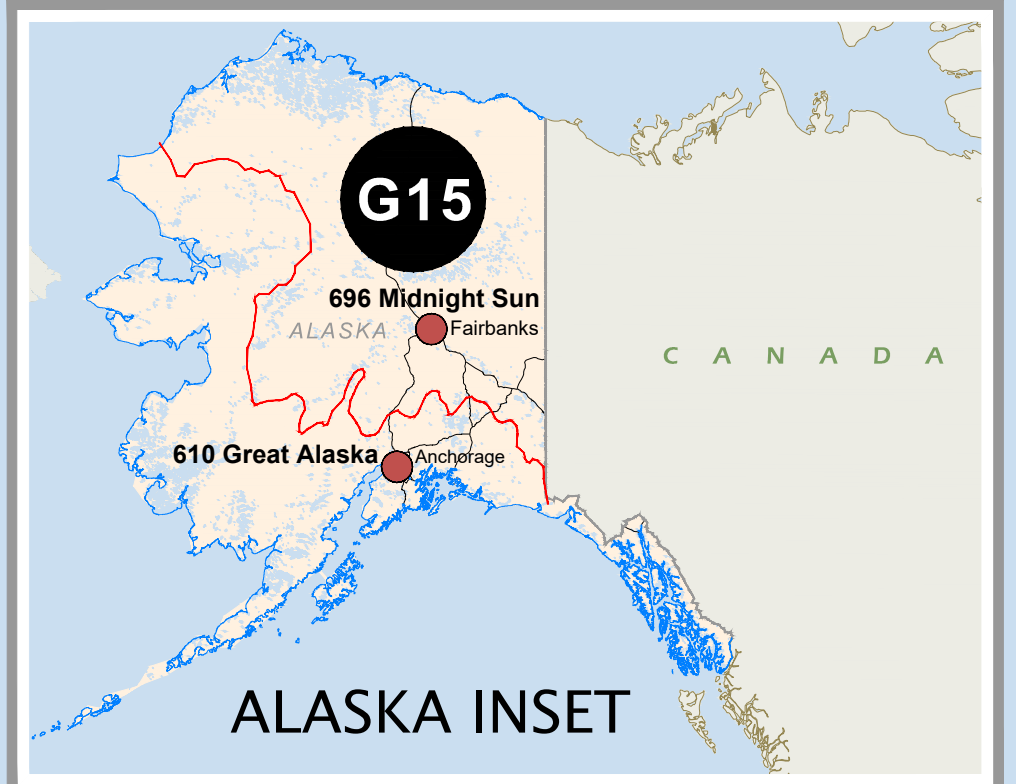 G15
696 Midnight Sun
ALASKA
Fairbanks
CANADA
610 Great Alaska
Anchorage
ALASKA INSET